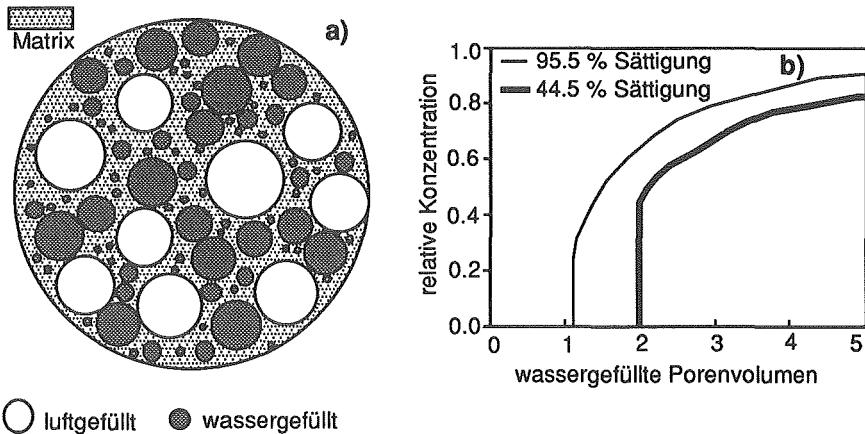 Matrix
a)
luftgefüllt
wassergefüllt
b)
95.5 % Sättigung
44.5 % Sättigung
relative Konzentration
1.0
0.8
0.6
0.4
0.2
0.0
0 1 2 3 4 5
wassergefüllte Porenvolumen